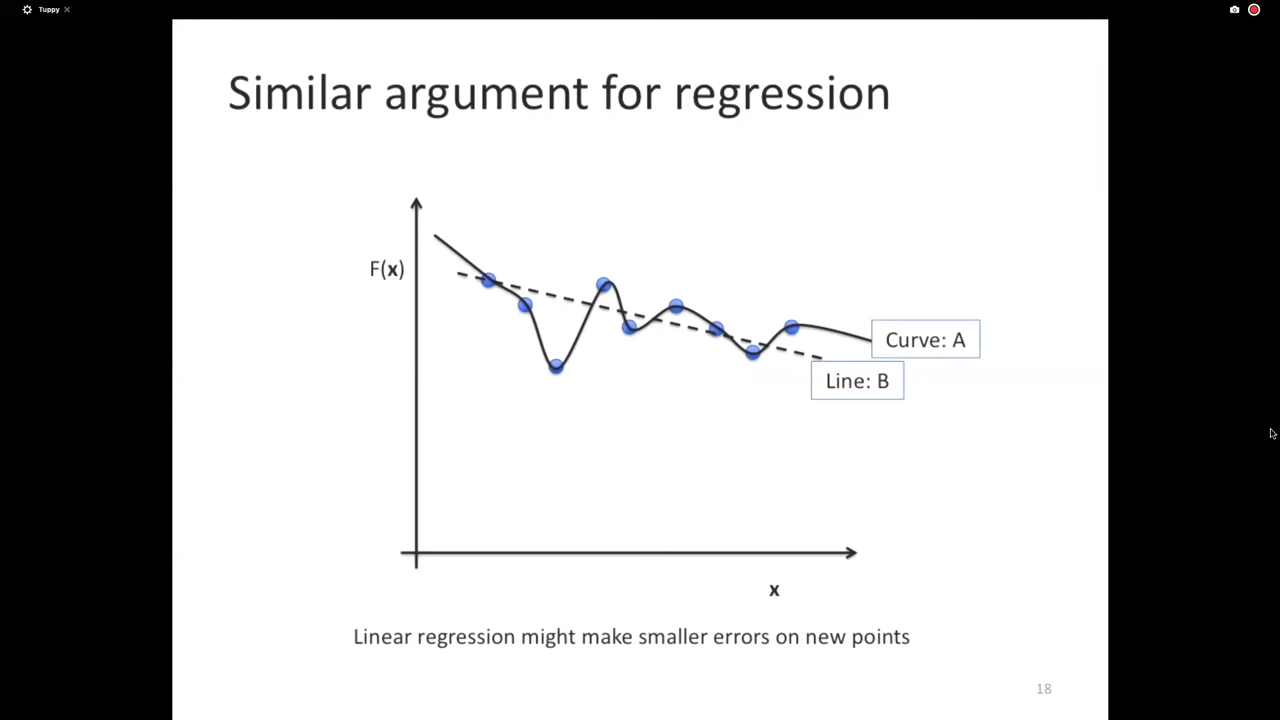 Tuppy
Similar argument for regression
F(x)
Curve: A
Line: B
x
Linear regression might make smaller errors on new points
18